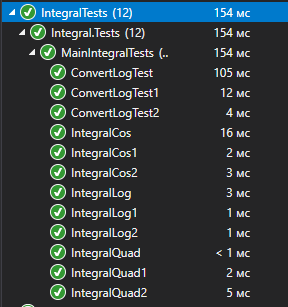 IntegralTests (12) 154 мс
Integral.Tests (12) 154 мс
MainIntegralTests (.. 154 мс
ConvertLogTest 105 мс
ConvertLogTest1 12 мс
ConvertLogTest2 4 мс
IntegralCos 16 мс
IntegralCos1 2 мс
IntegralCos2 3 мс
IntegralLog 3 мс
IntegralLog1 1 мс
IntegralLog2 1 мс
IntegralQuad < 1 мс
IntegralQuad1 2 мс
IntegralQuad2 5 мс